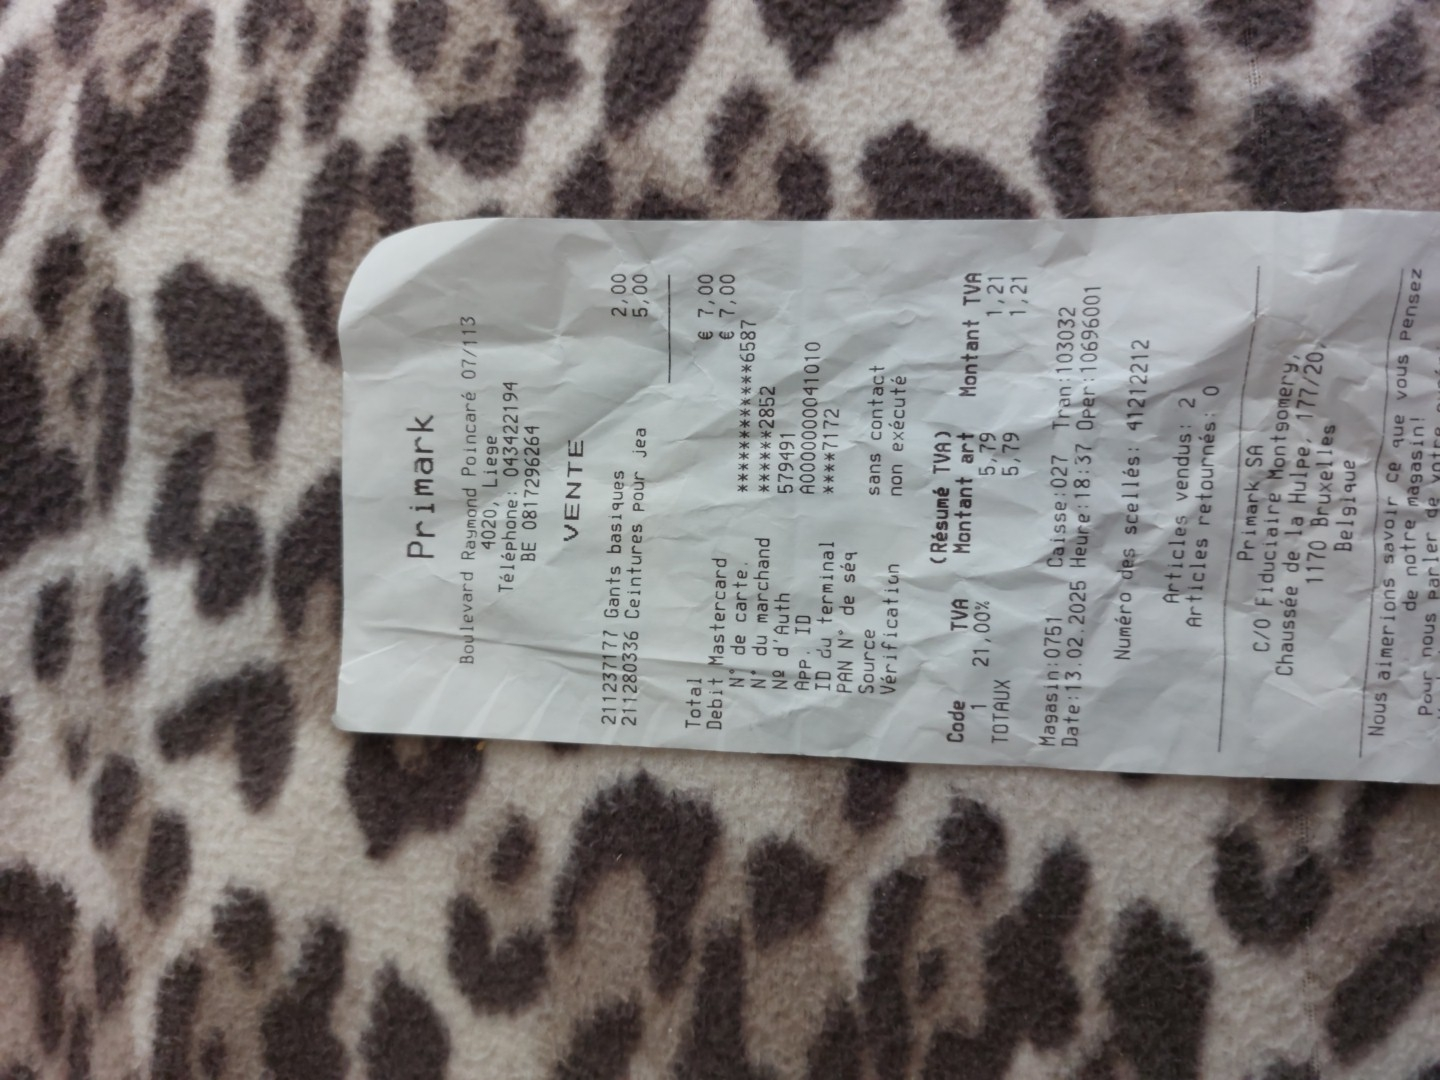 Primark
Boulevard Raymond Poincaré 07/113
4020, Liege
Téléphone: 043422194
BE 0817296264
VENTE
211237177 Gants basiques 2,00
211280336 Ceintures pour jea 5,00
Total € 7,00
Debit Mastercard € 7,00
N° de carte. ************6587
N° du marchand ******2852
Nº d'Auth 579491
App. ID A0000000041010
ID du terminal ****7172
PAN N° de séq
Source sans contact
Vérification non exécuté
(Résumé TVA)
Code TVA Montant art Montant TVA
1 21,00% 5,79 1,21
TOTAUX 5,79 1,21
Magasin:0751 Caisse:027 Tran:103032
Date:13.02.2025 Heure:18:37 Oper:10696001
Numéro des scellés: 41212212
Articles vendus: 2
Articles retournés: 0
Primark SA
C/O Fiduciaire Montgomery,
Chaussée de la Hulpe, 177/20,
1170 Bruxelles
Belgique
Nous aimerions savoir ce que vous pensez
de notre magasin!
Pour nous parler de votre